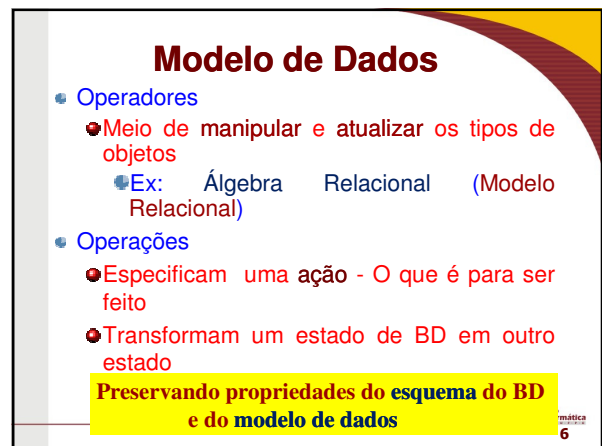 Modelo de Dados
Operadores
Meio de manipular e atualizar os tipos de
objetos
Ex: Álgebra Relacional (Modelo
Relacional)
Operações
Especificam uma ação - O que é para ser
feito
Transformam um estado de BD em outro
estado
Preservando propriedades do esquema do BD
e do modelo de dados
6